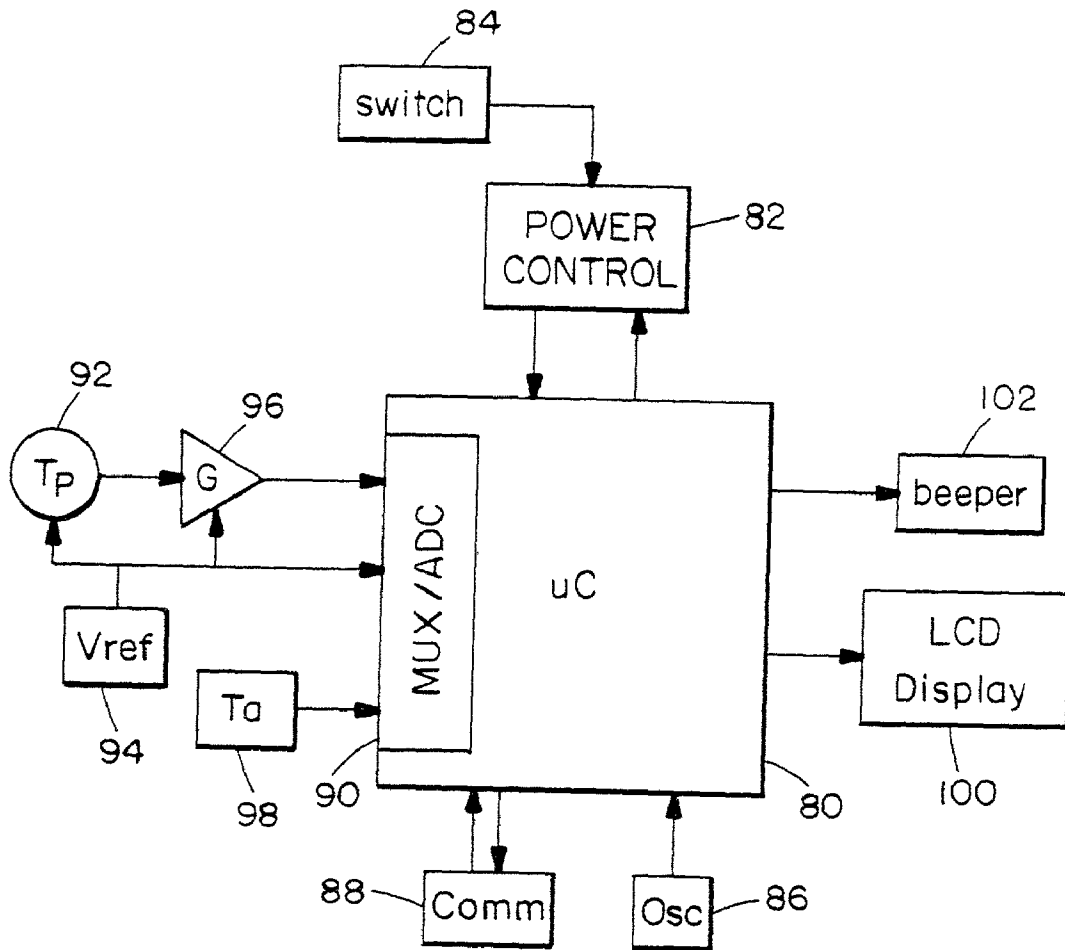 84
switch
POWER
CONTROL
82
92
96
102
TP
G
beeper
MUX/ADC
uC
Vref
LCD
Display
Ta
94
98
90
80
100
88
Comm
Osc
86